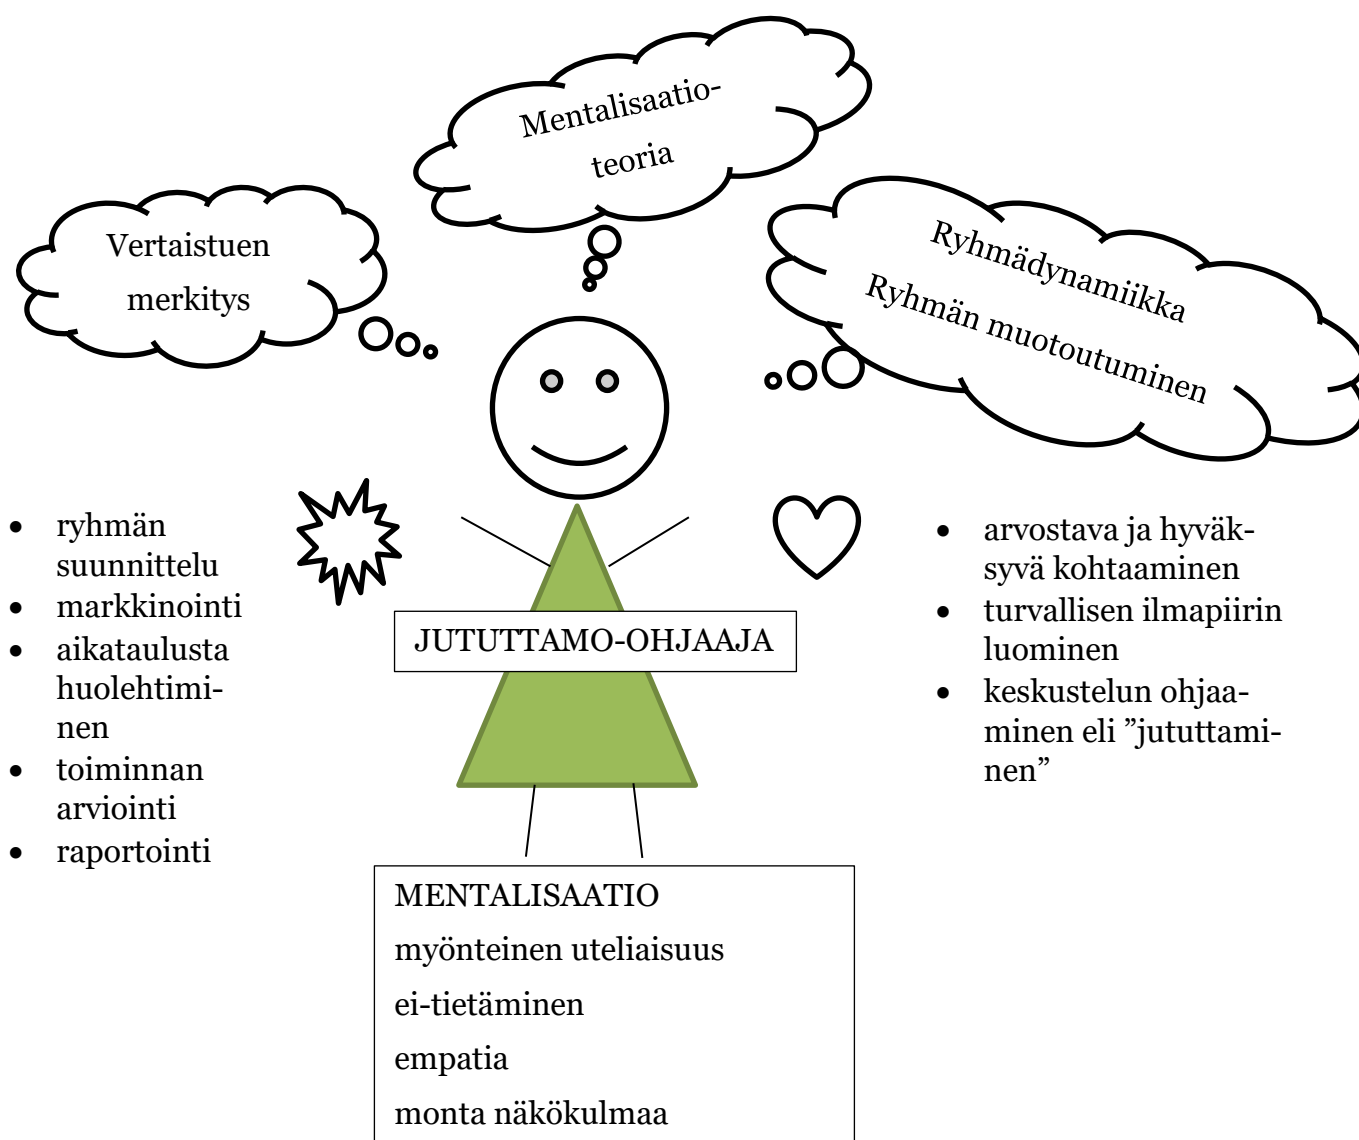 Mentalisaatio-
teoria
Vertaistuen
merkitys
Ryhmädynamiikka
Ryhmän muotoutuminen
• ryhmän
suunnittelu
• markkinointi
• aikataulusta
huolehtimi-
nen
• toiminnan
arviointi
• raportointi
JUTUTTAMO-OHJAAJA
• arvostava ja hyväk-
syvä kohtaaminen
• turvallisen ilmapiirin
luominen
• keskustelun ohjaa-
minen eli ”jututtami-
nen”
MENTALISAATIO
myönteinen uteliaisuus
ei-tietäminen
empatia
monta näkökulmaa